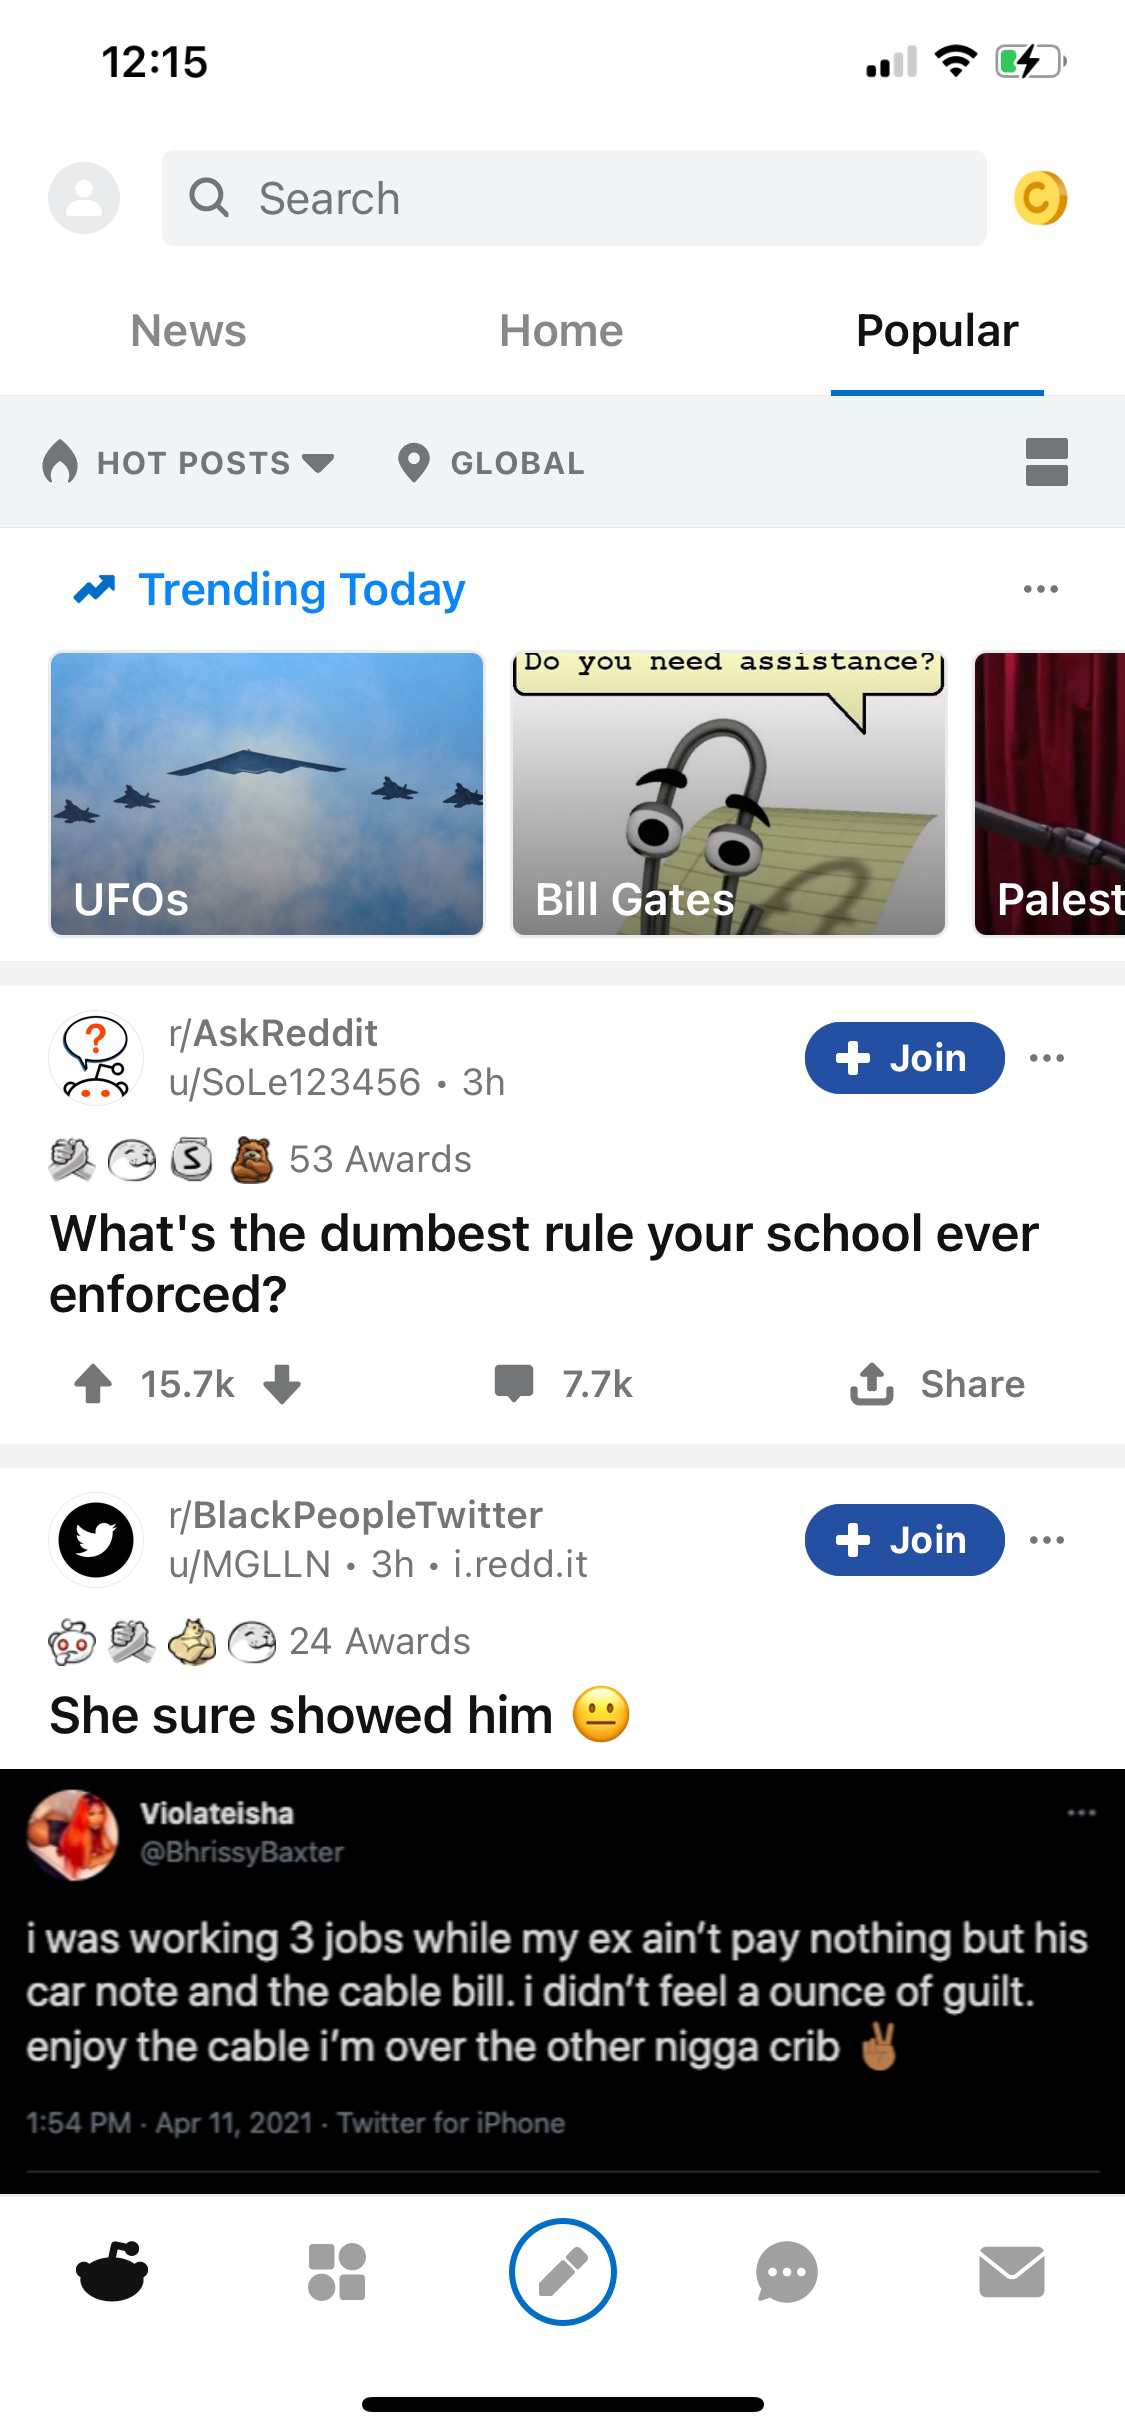 12:15
Search
News Home Popular
HOT POSTS GLOBAL
Trending Today
Do you need assistance?
UFOs
Bill Gates
Palest
r/AskReddit
u/SoLe123456 • 3h
Join
53 Awards
What's the dumbest rule your school ever
enforced?
15.7k 7.7k Share
r/BlackPeopleTwitter
u/MGLLN • 3h • i.redd.it
Join
24 Awards
She sure showed him 😐
Violateisha
@BhrissyBaxter
i was working 3 jobs while my ex ain't pay nothing but his
car note and the cable bill. i didn't feel a ounce of guilt.
enjoy the cable i'm over the other nigga crib ✌🏾
1:54 PM · Apr 11, 2021 · Twitter for iPhone